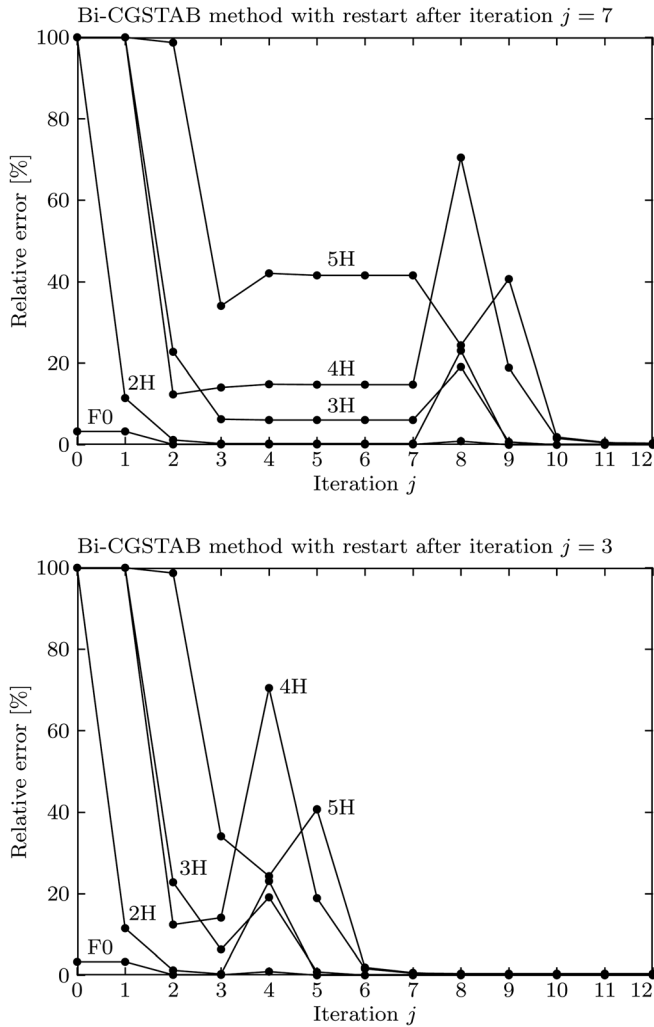 Bi-CGSTAB method with restart after iteration j = 7
100
80
60
40
20
0
Relative error [%]
5H
4H
3H
2H
F0
0 1 2 3 4 5 6 7 8 9 10 11 12
Iteration j
Bi-CGSTAB method with restart after iteration j = 3
100
80
60
40
20
0
Relative error [%]
4H
5H
3H
2H
F0
0 1 2 3 4 5 6 7 8 9 10 11 12
Iteration j